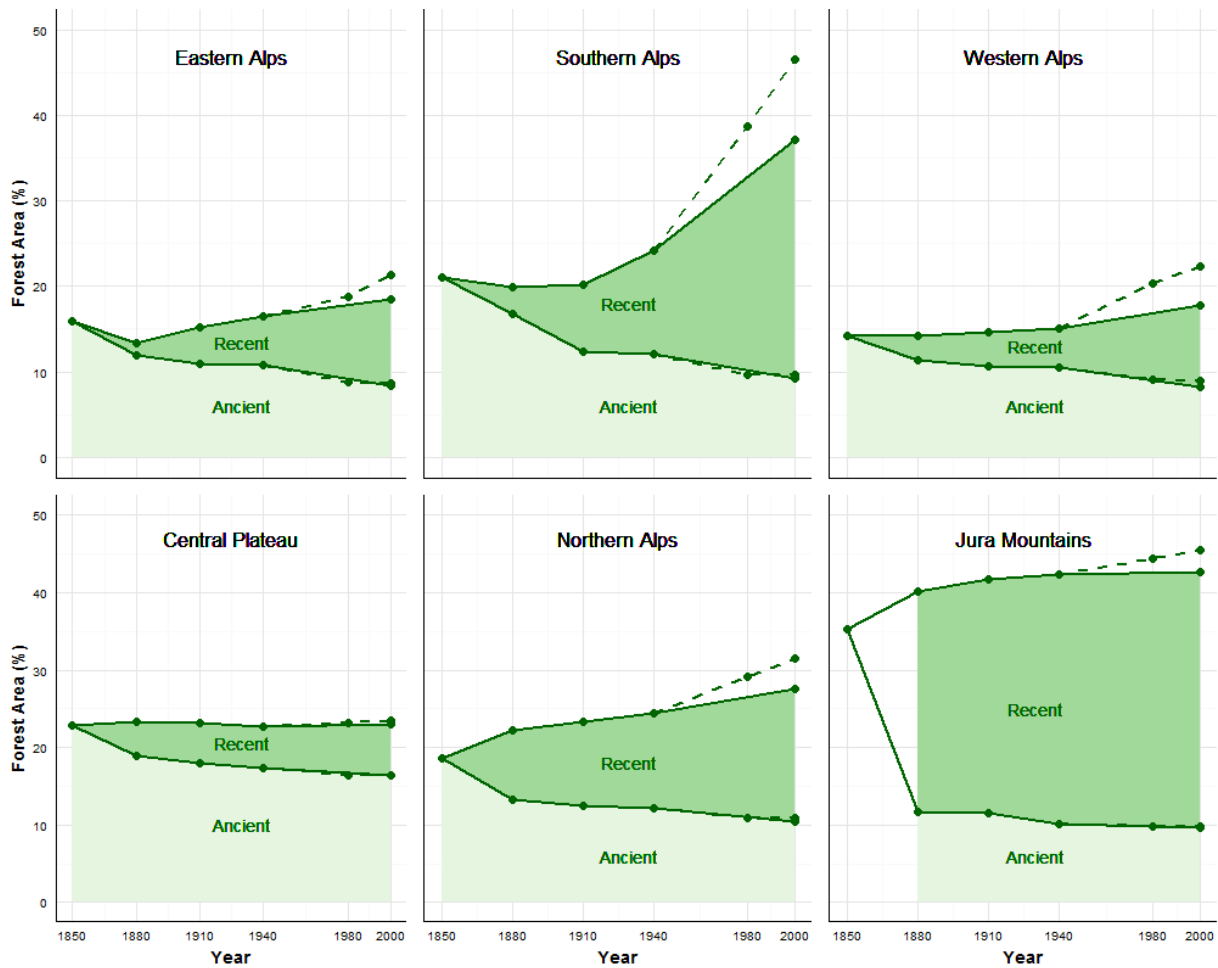 Eastern Alps
Southern Alps
Western Alps
Forest Area (%)
50
40
30
20
10
0
Recent
Ancient
Recent
Ancient
Recent
Ancient
Central Plateau
Northern Alps
Jura Mountains
Forest Area (%)
50
40
30
20
10
0
Recent
Ancient
Recent
Ancient
Recent
Ancient
1850 1880 1910 1940 1980 2000
1850 1880 1910 1940 1980 2000
1850 1880 1910 1940 1980 2000
Year
Year
Year